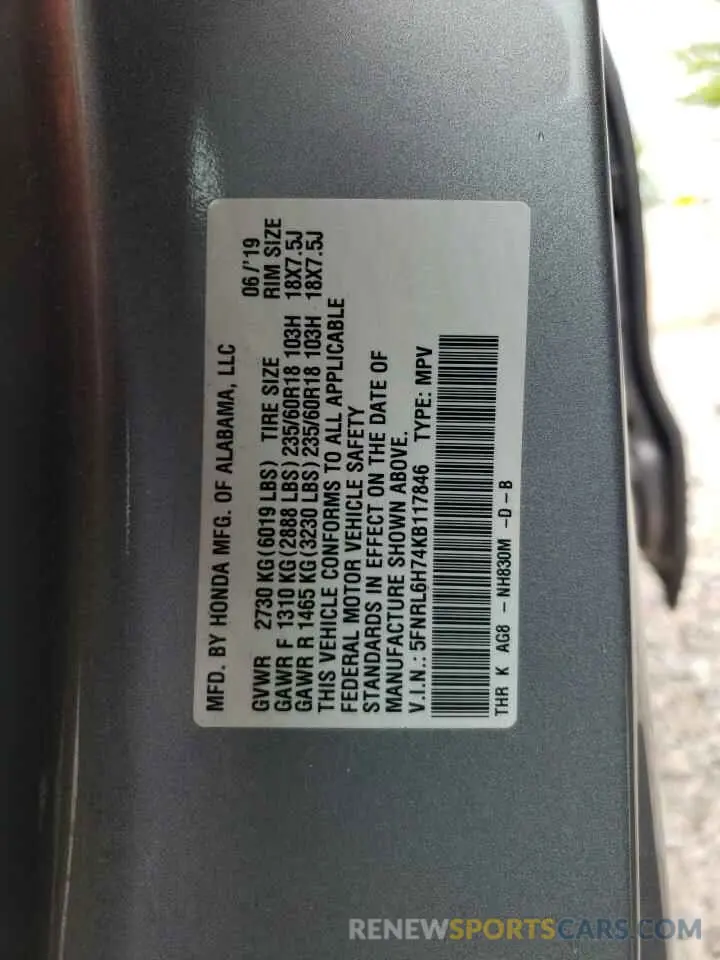 MFD. BY HONDA MFG. OF ALABAMA, LLC
06/'19
GVWR 2730 KG(6019 LBS) TIRE SIZE RIM SIZE
GAWR F 1310 KG(2888 LBS)235/60R18 103H 18X7.5J
GAWR R 1465 KG(3230 LBS)235/60R18 103H 18X7.5J
THIS VEHICLE CONFORMS TO ALL APPLICABLE
FEDERAL MOTOR VEHICLE SAFETY
STANDARDS IN EFFECT ON THE DATE OF
MANUFACTURE SHOWN ABOVE.
V.I.N.: 5FNRL6H74KB117846 TYPE: MPV
THR K AG8 - NH830M -D-B
RENEWSPORTSCARS.COM